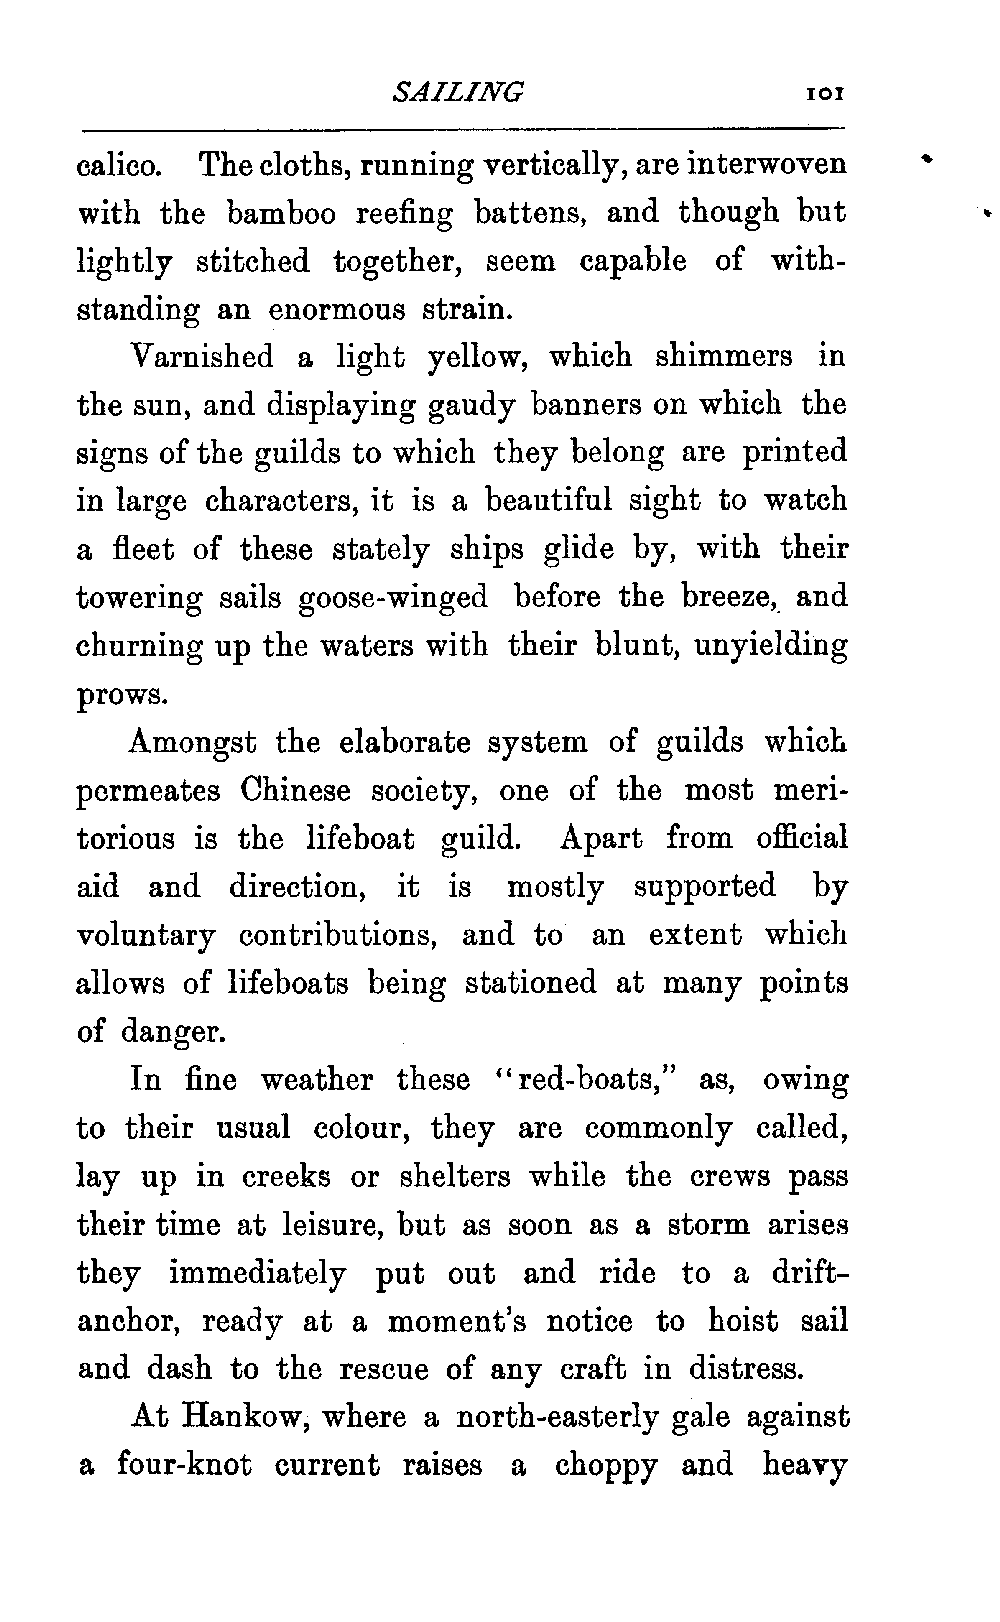 SAILING 101
calico. The cloths, running vertically, are interwoven
with the bamboo reefing battens, and though but
lightly stitched together, seem capable of with-
standing an enormous strain.
Varnished a light yellow, which shimmers in
the sun, and displaying gaudy banners on which the
signs of the guilds to which they belong are printed
in large characters, it is a beautiful sight to watch
a fleet of these stately ships glide by, with their
towering sails goose-winged before the breeze, and
churning up the waters with their blunt, unyielding
prows.
Amongst the elaborate system of guilds which
permeates Chinese society, one of the most meri-
torious is the lifeboat guild. Apart from official
aid and direction, it is mostly supported by
voluntary contributions, and to an extent which
allows of lifeboats being stationed at many points
of danger.
In fine weather these "red-boats," as, owing
to their usual colour, they are commonly called,
lay up in creeks or shelters while the crews pass
their time at leisure, but as soon as a storm arises
they immediately put out and ride to a drift-
anchor, ready at a moment's notice to hoist sail
and dash to the rescue of any craft in distress.
At Hankow, where a north-easterly gale against
a four-knot current raises a choppy and heavy